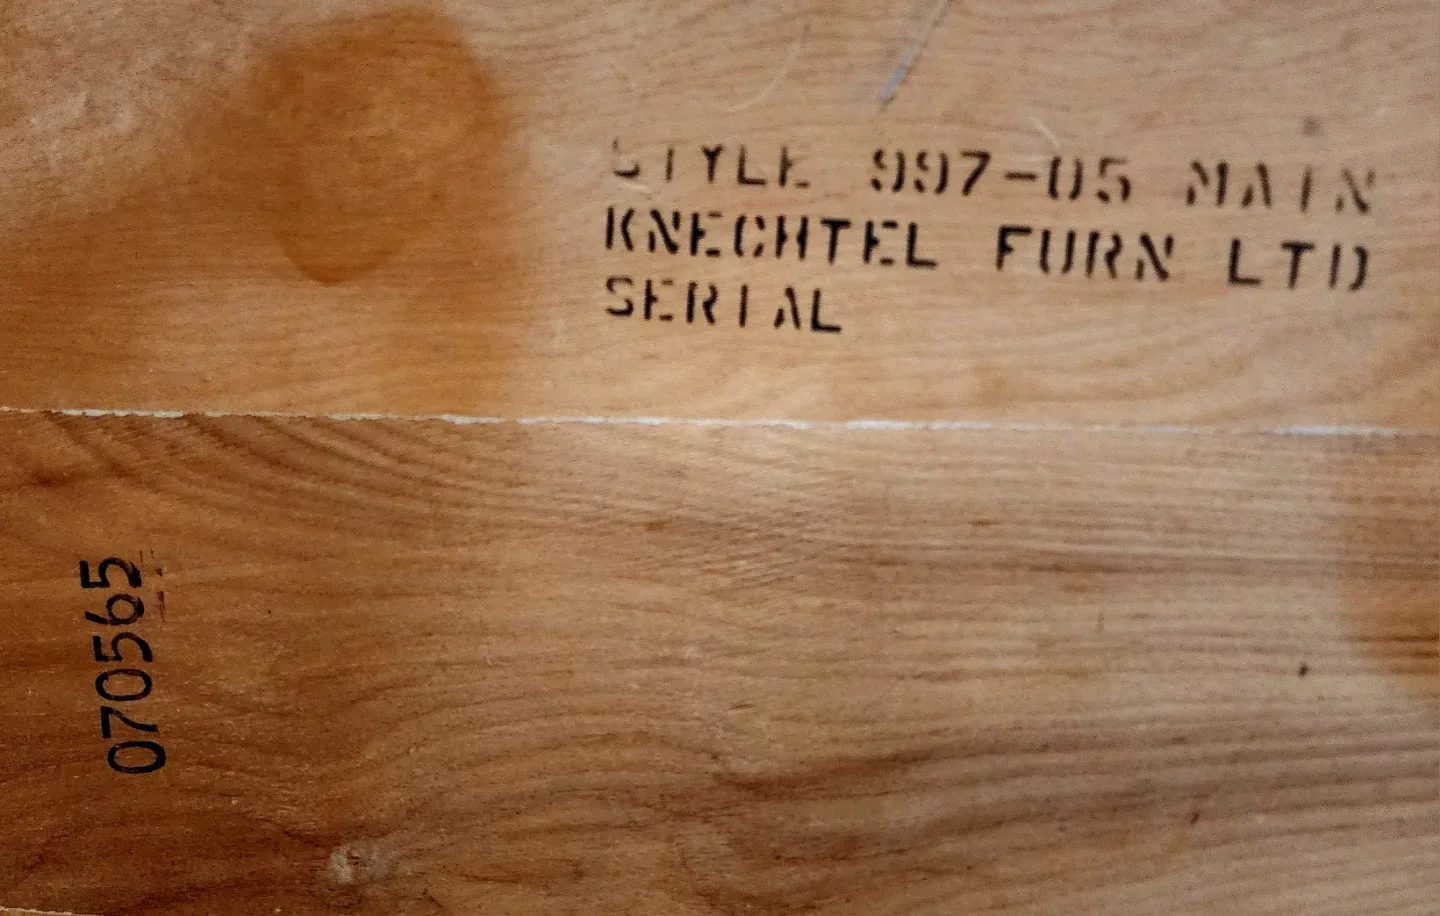 STYLE 997-05 MAIN
KNECHTEL FURN LTD
SERIAL
070565